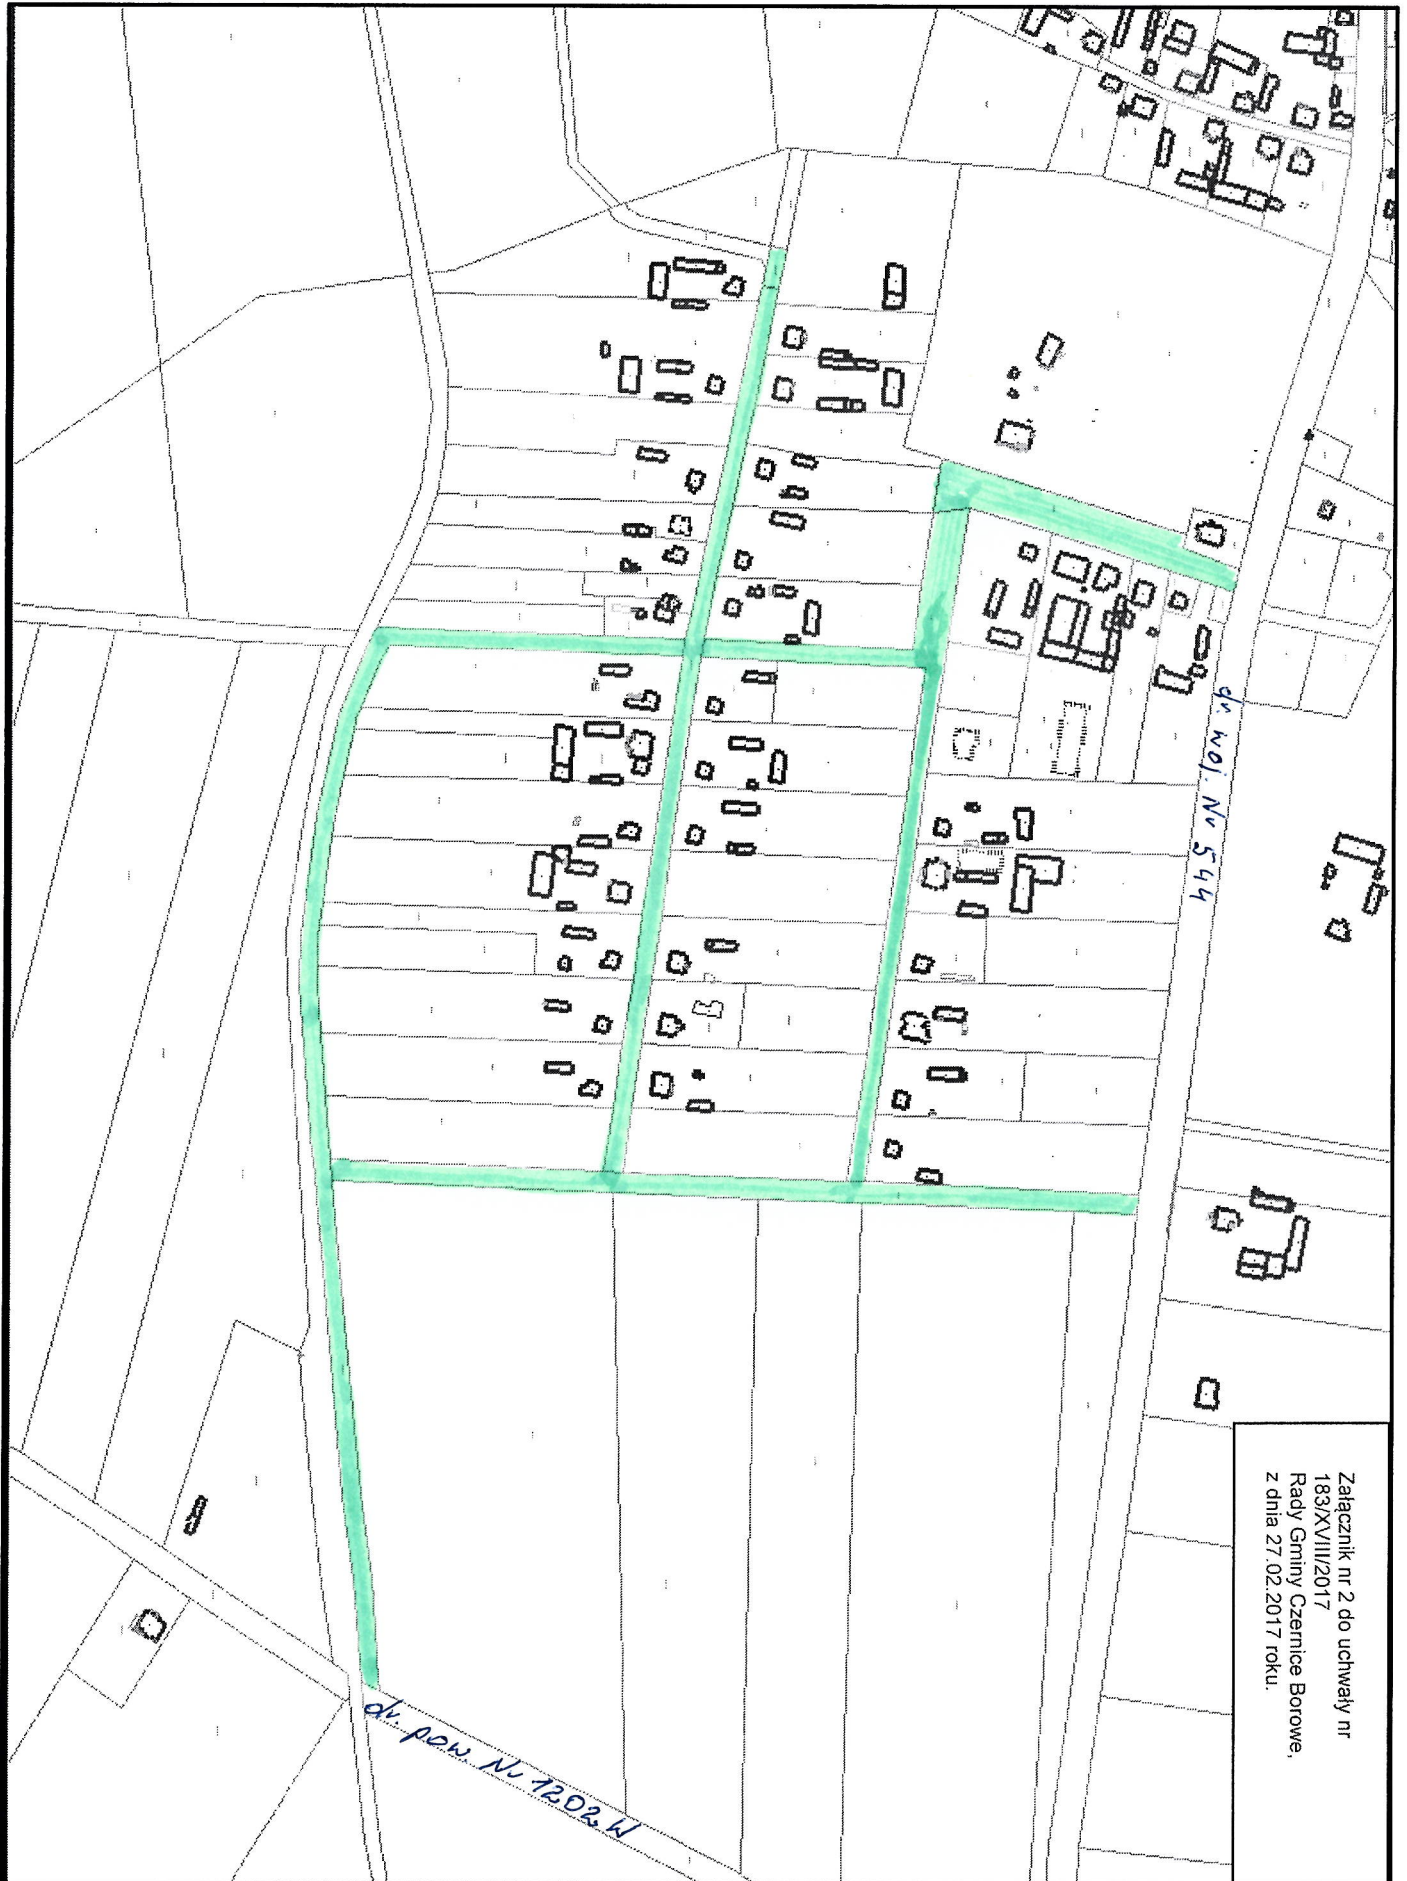 Załącznik nr 2 do uchwały nr
183/XVIII/2017
Rady Gminy Czernice Borowe,
z dnia 27.02.2017 roku.
dr. woj. Nr 544
dr. pow. Nr 1202 W